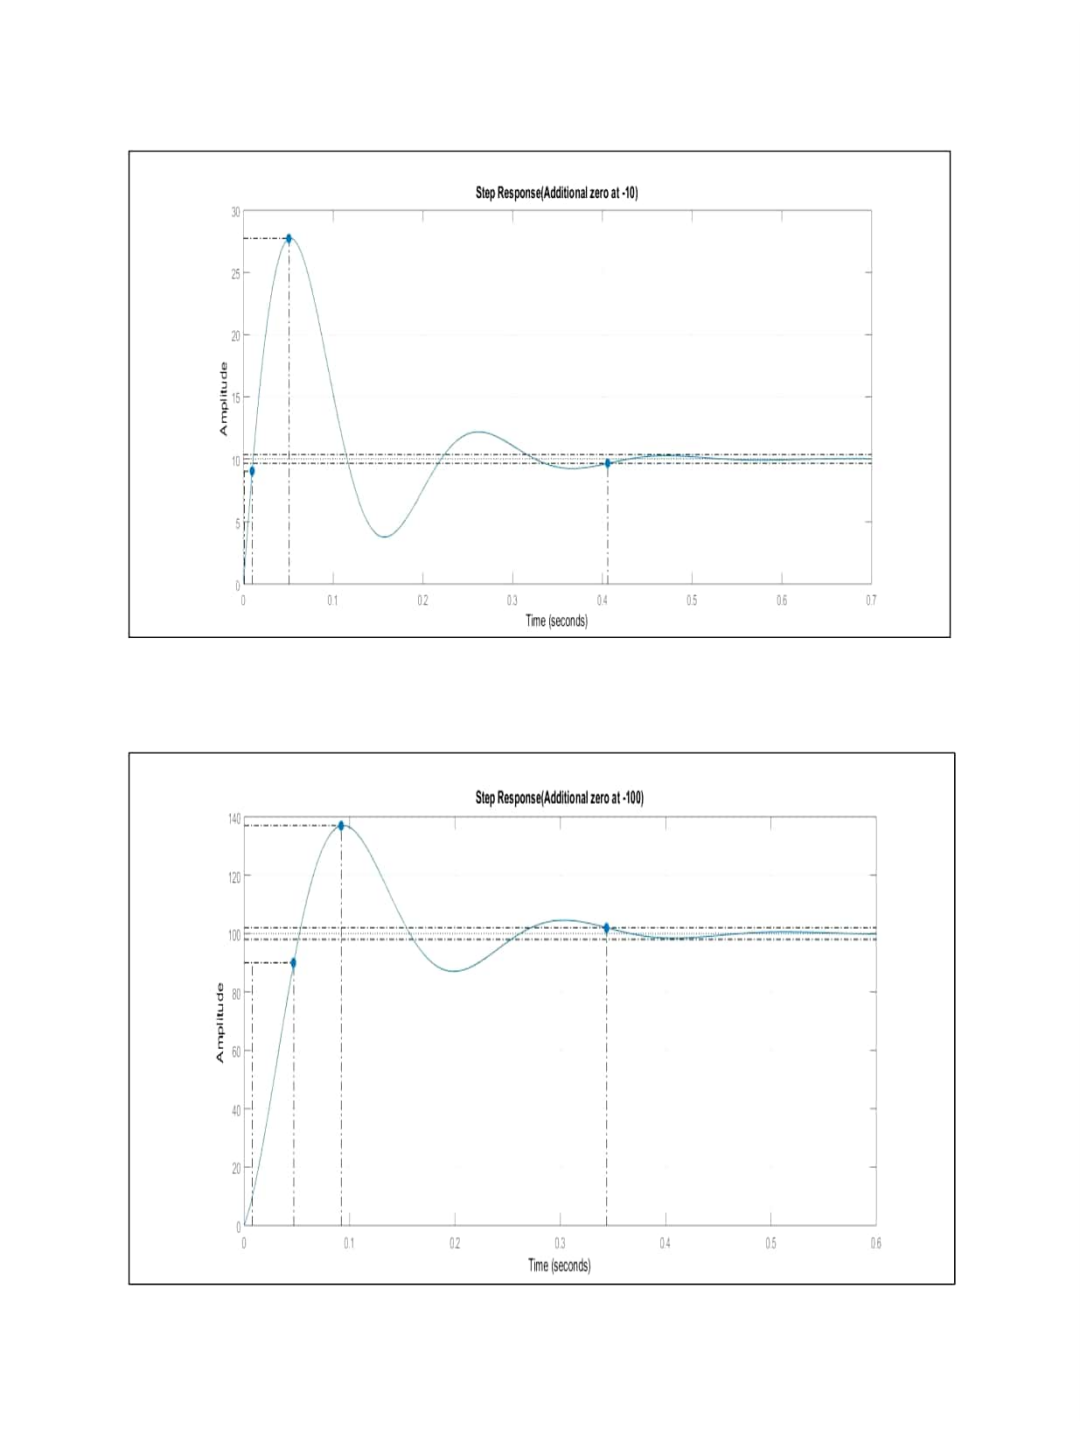 Step Response(Additional zero at -10)
30
25
20
15
10
5
0
Amplitude
0 0.1 0.2 0.3 0.4 0.5 0.6 0.7
Time (seconds)
Step Response(Additional zero at -100)
140
120
100
80
60
40
20
0
Amplitude
0 0.1 0.2 0.3 0.4 0.5 0.6
Time (seconds)